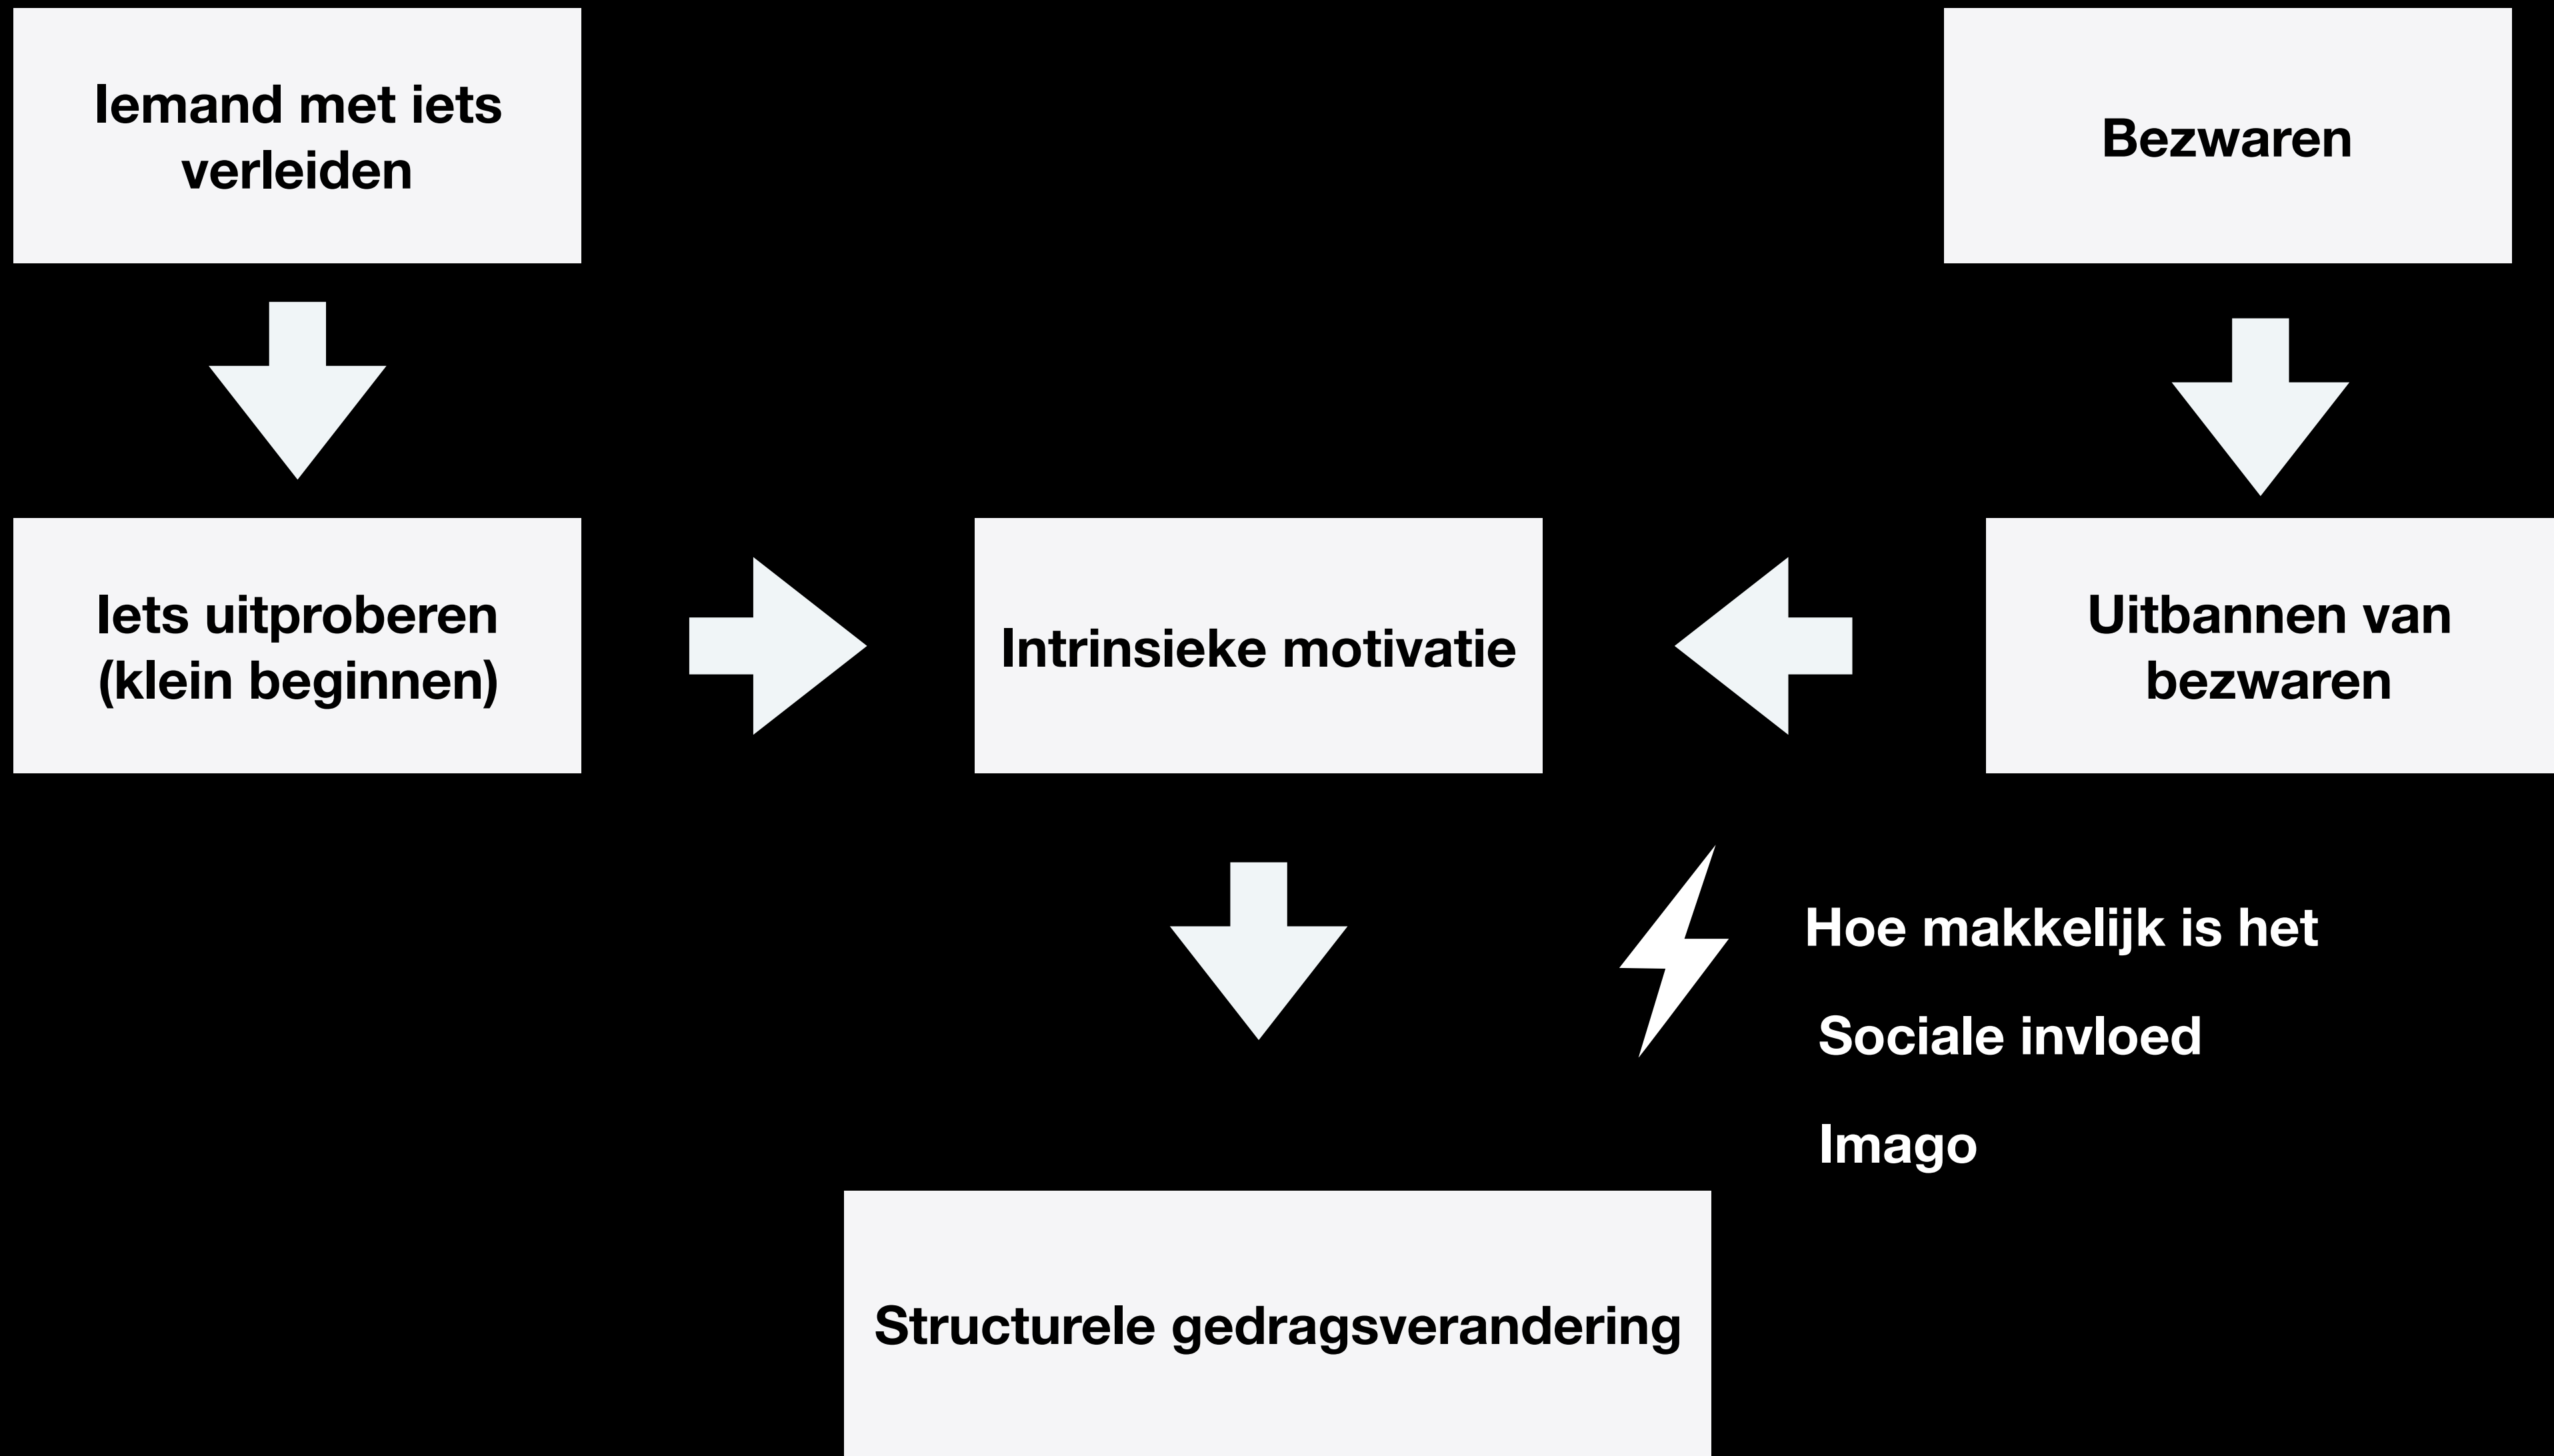 Iemand met iets
verleiden
Bezwaren
Iets uitproberen
(klein beginnen)
Intrinsieke motivatie
Uitbannen van
bezwaren
Hoe makkelijk is het
Sociale invloed
Imago
Structurele gedragsverandering